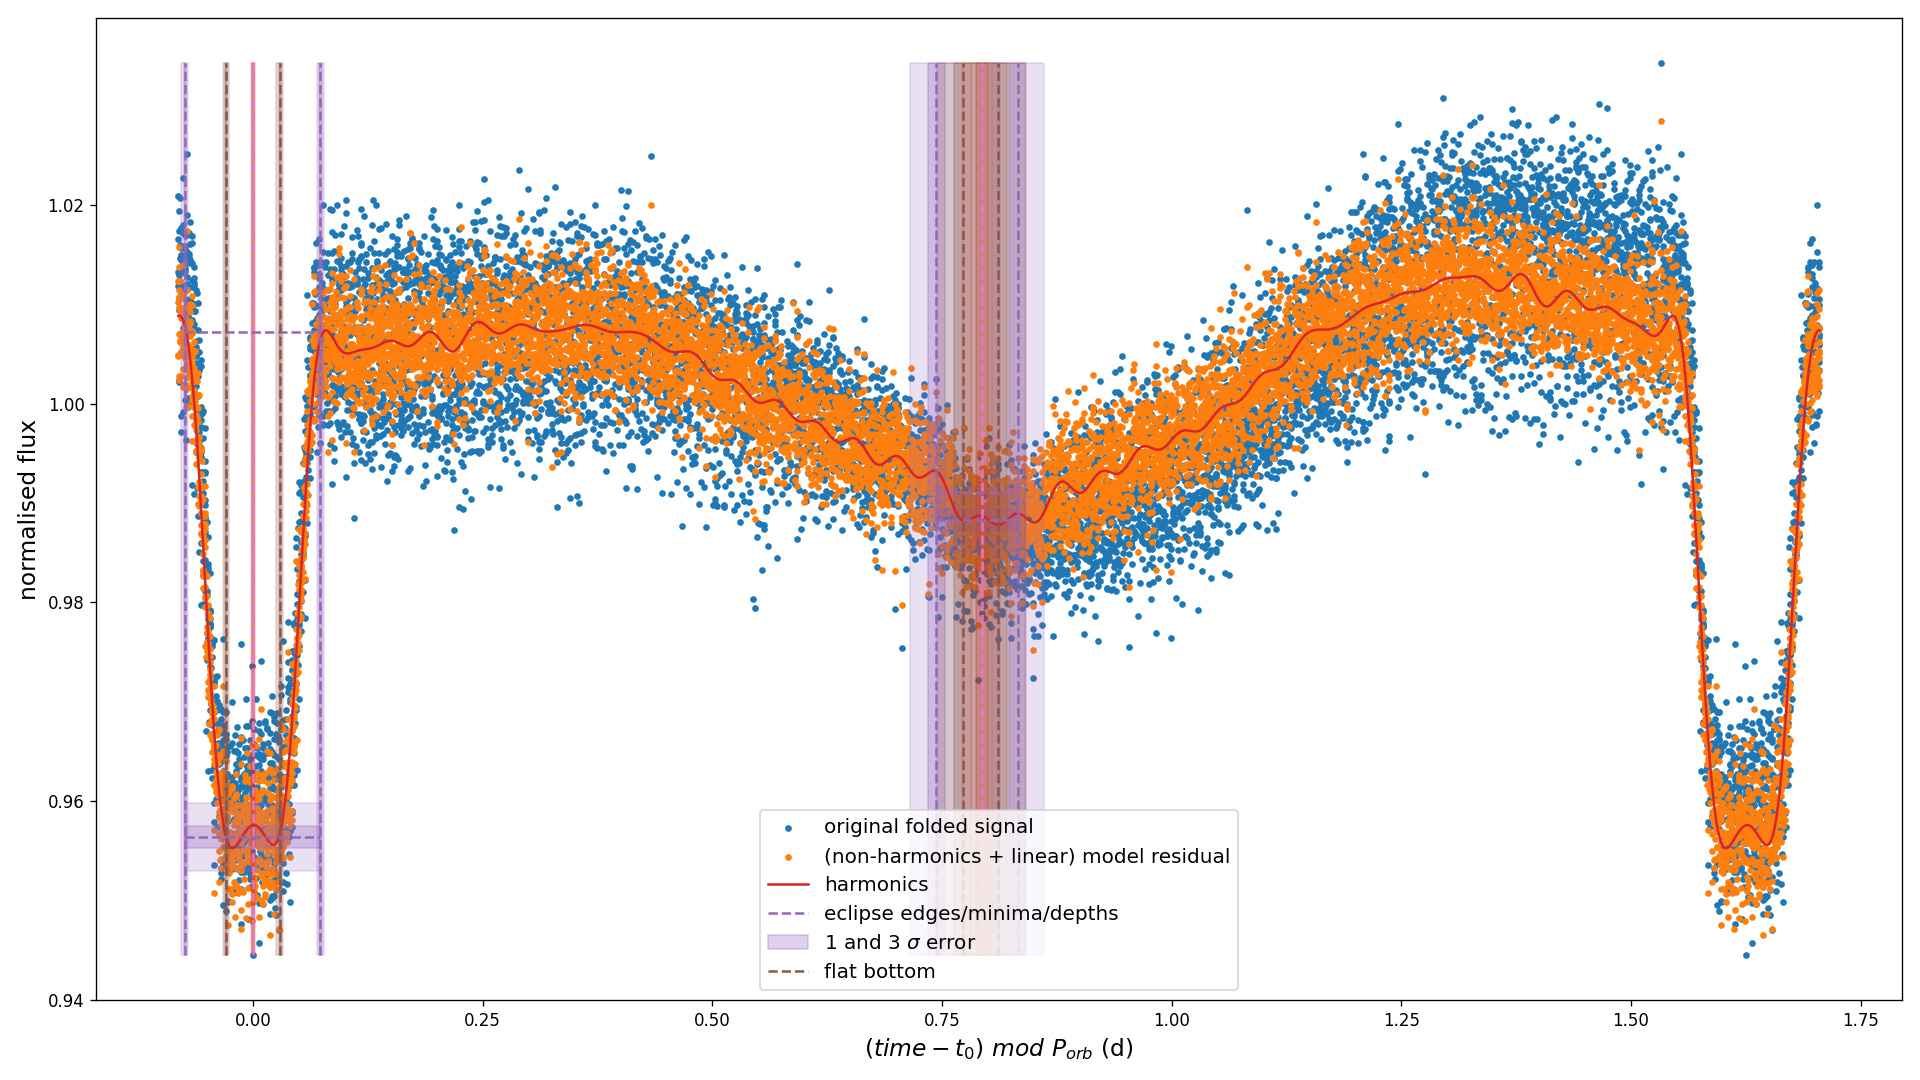 normalised flux
1.02
1.00
0.98
0.96
0.94
0.00
0.25
0.50
0.75
1.00
1.25
1.50
1.75
(time − t₀) mod P_orb (d)
original folded signal
(non-harmonics + linear) model residual
harmonics
eclipse edges/minima/depths
1 and 3 σ error
flat bottom